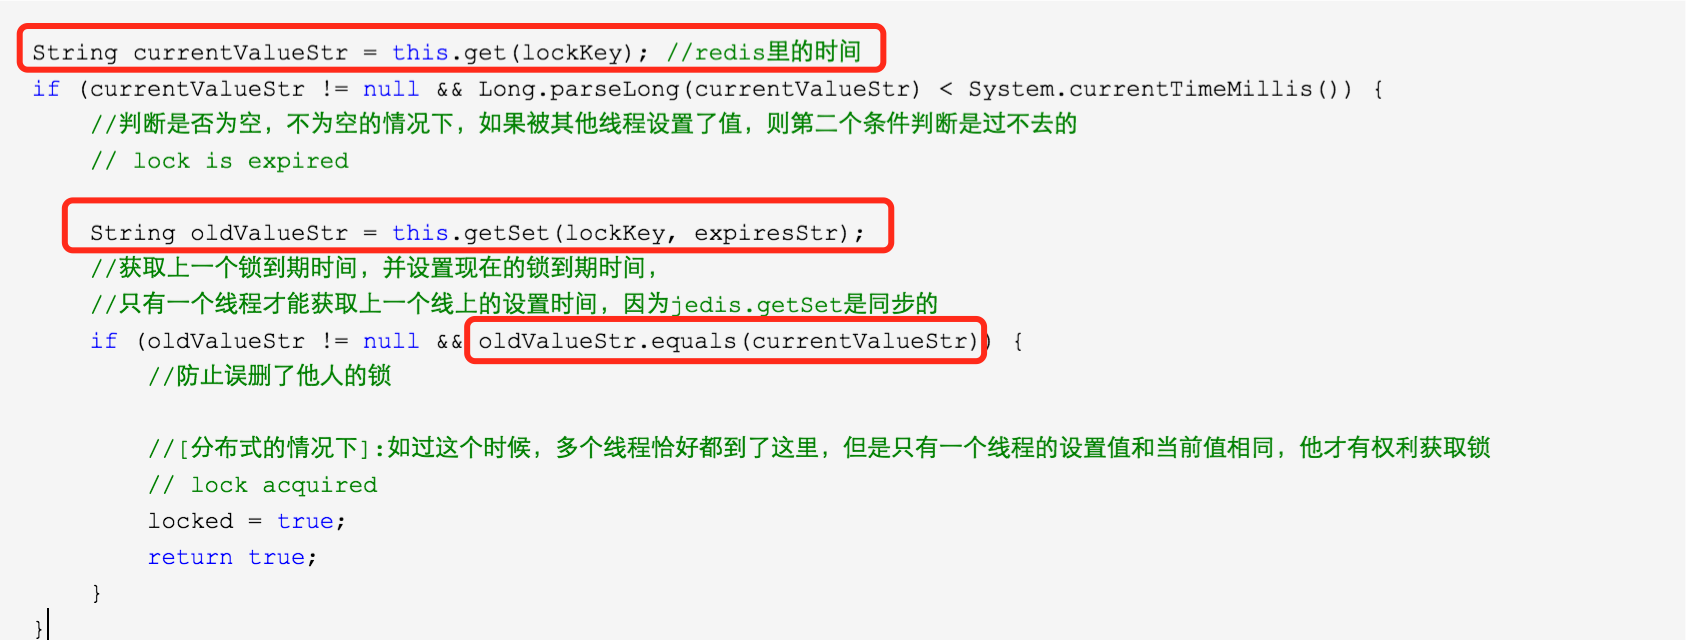 String currentValueStr = this.get(lockKey); //redis里的时间
if (currentValueStr != null && Long.parseLong(currentValueStr) < System.currentTimeMillis()) {
//判断是否为空，不为空的情况下，如果被其他线程设置了值，则第二个条件判断是过不去的
// lock is expired
String oldValueStr = this.getSet(lockKey, expiresStr);
//获取上一个锁到期时间，并设置现在的锁到期时间，
//只有一个线程才能获取上一个线上的设置时间，因为jedis.getSet是同步的
if (oldValueStr != null && oldValueStr.equals(currentValueStr)) {
//防止误删了他人的锁
//[分布式的情况下]:如过这个时候，多个线程恰好都到了这里，但是只有一个线程的设置值和当前值相同，他才有权利获取锁
// lock acquired
locked = true;
return true;
}
}